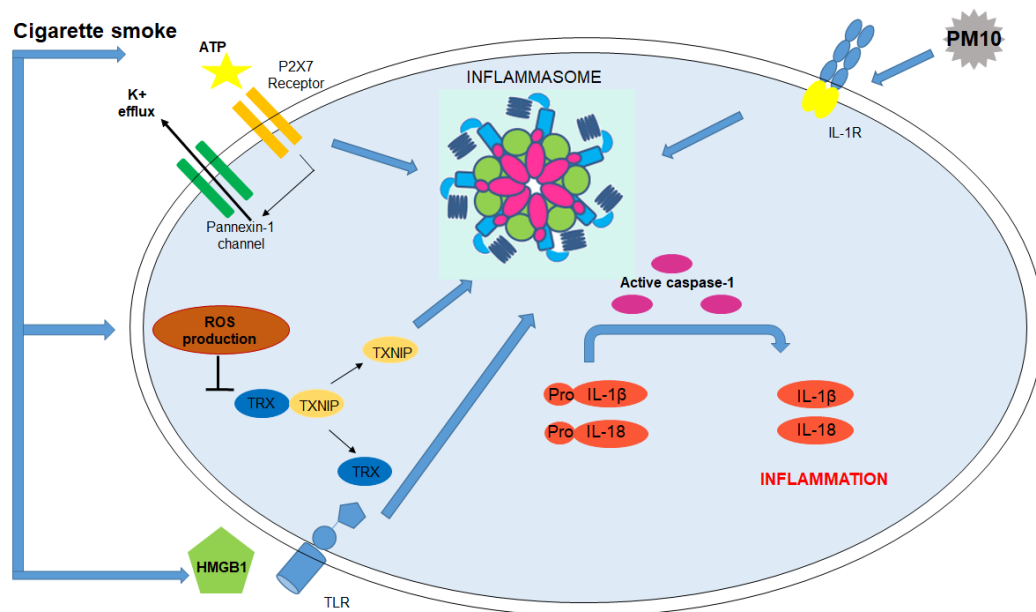 Cigarette smoke
ATP
P2X7
Receptor
K+
efflux
Pannexin-1
channel
INFLAMMASOME
PM10
IL-1R
ROS
production
TRX
TXNIP
TXNIP
TRX
HMGB1
TLR
Active caspase-1
Pro
IL-1β
Pro
IL-18
IL-1β
IL-18
INFLAMMATION